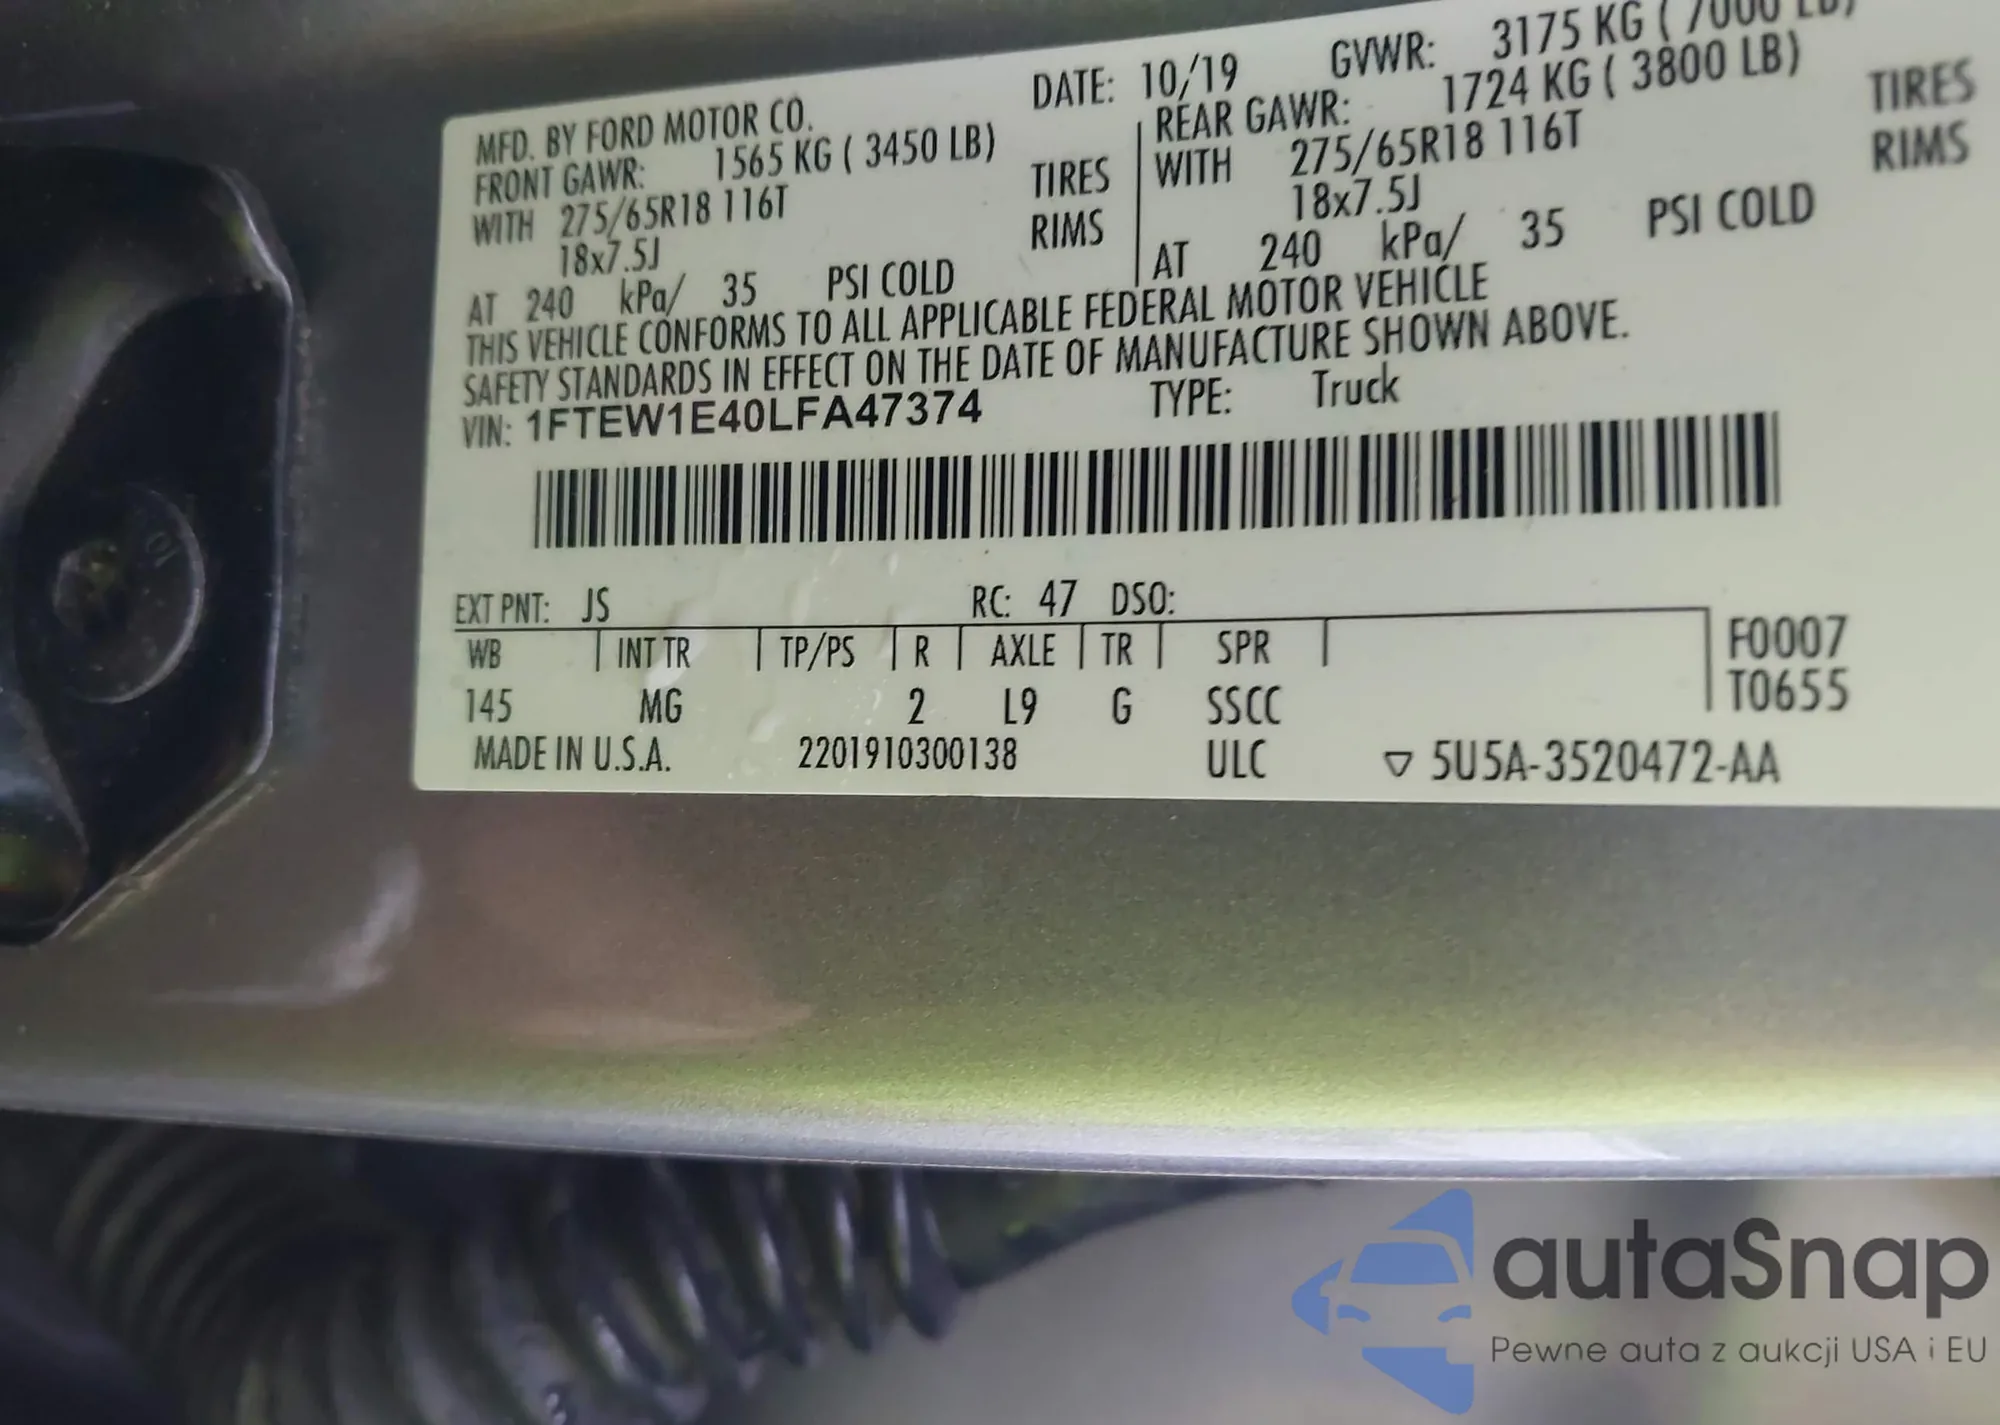 MFD. BY FORD MOTOR CO. DATE: 10/19 GVWR: 3175 KG ( 7000 LB)
FRONT GAWR: 1565 KG ( 3450 LB) REAR GAWR: 1724 KG ( 3800 LB)
WITH 275/65R18 116T TIRES WITH 275/65R18 116T TIRES
18x7.5J RIMS 18x7.5J RIMS
AT 240 kPa/ 35 PSI COLD AT 240 kPa/ 35 PSI COLD
THIS VEHICLE CONFORMS TO ALL APPLICABLE FEDERAL MOTOR VEHICLE
SAFETY STANDARDS IN EFFECT ON THE DATE OF MANUFACTURE SHOWN ABOVE.
VIN: 1FTEW1E40LFA47374 TYPE: Truck
EXT PNT: JS RC: 47 DSO:
WB INT TR TP/PS R AXLE TR SPR F0007
145 MG 2 L9 G SSCC T0655
MADE IN U.S.A. 2201910300138 ULC ▽ 5U5A-3520472-AA
autaSnap
Pewne auta z aukcji USA i EU